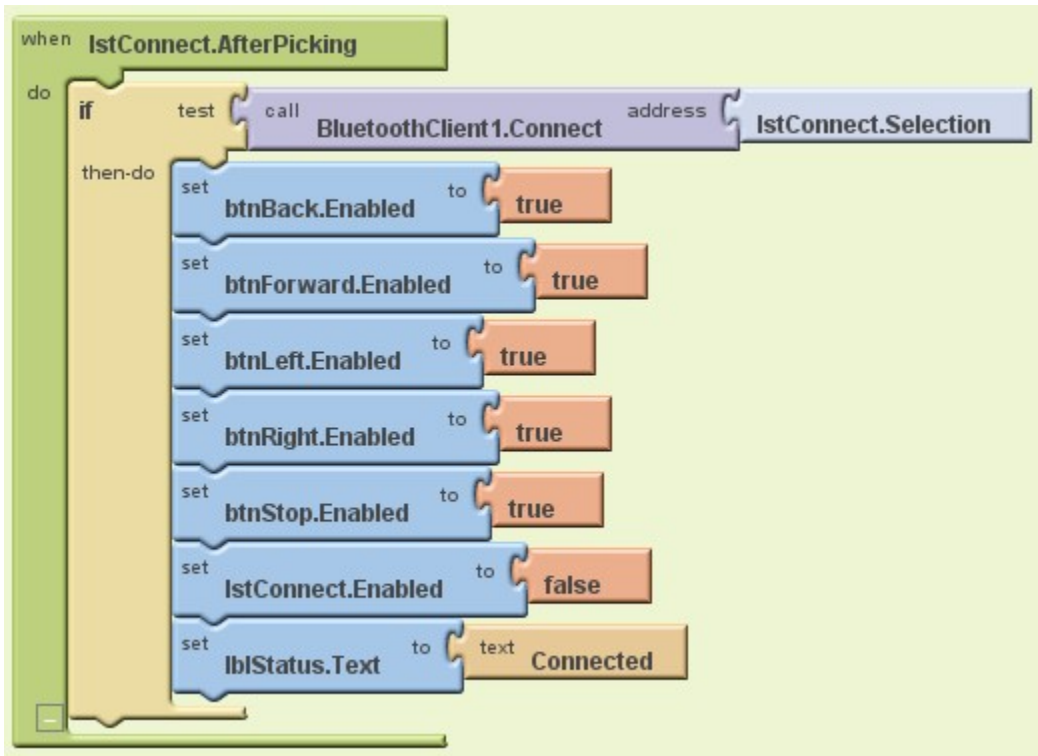 when lstConnect.AfterPicking
do if test call BluetoothClient1.Connect address lstConnect.Selection
then-do set btnBack.Enabled to true
set btnForward.Enabled to true
set btnLeft.Enabled to true
set btnRight.Enabled to true
set btnStop.Enabled to true
set lstConnect.Enabled to false
set lblStatus.Text to text Connected